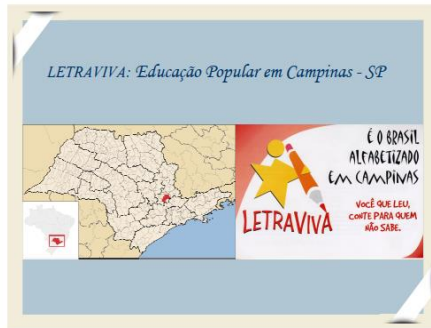 LETRAVIVA: Educação Popular em Campinas - SP
É O BRASIL
ALFABETIZADO
EM CAMPINAS
VOCÊ QUE LEU,
CONTE PARA QUEM
NÃO SABE.
LETRAVIVA